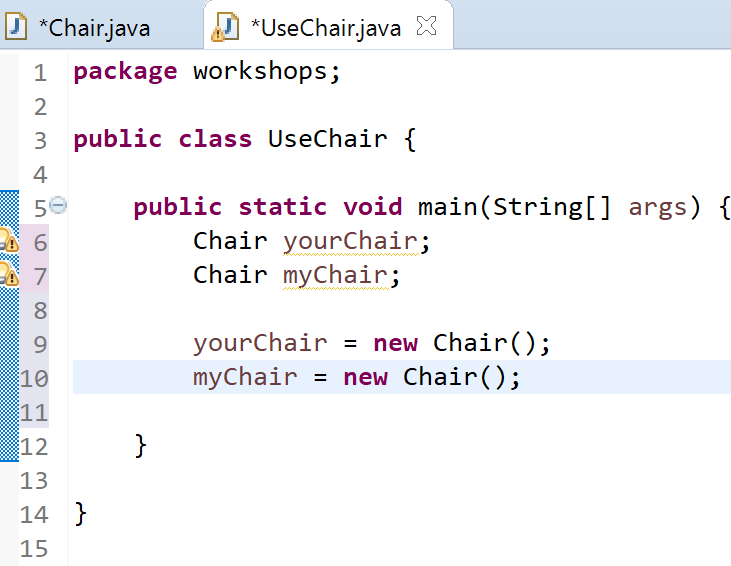 *Chair.java *UseChair.java
1 package workshops;
2
3 public class UseChair {
4
5 public static void main(String[] args) {
6 Chair yourChair;
7 Chair myChair;
8
9 yourChair = new Chair();
10 myChair = new Chair();
11
12 }
13
14 }
15